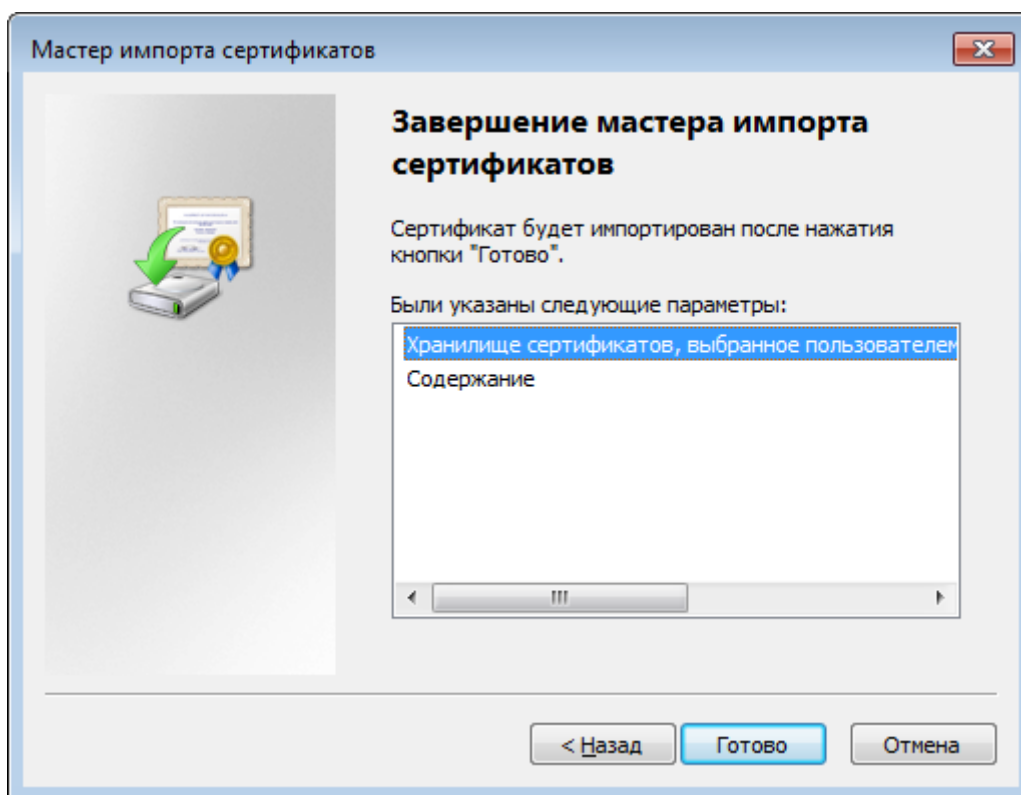 Мастер импорта сертификатов
Завершение мастера импорта
сертификатов
Сертификат будет импортирован после нажатия
кнопки "Готово".
Были указаны следующие параметры:
Хранилище сертификатов, выбранное пользователем
Содержание
< Назад
Готово
Отмена